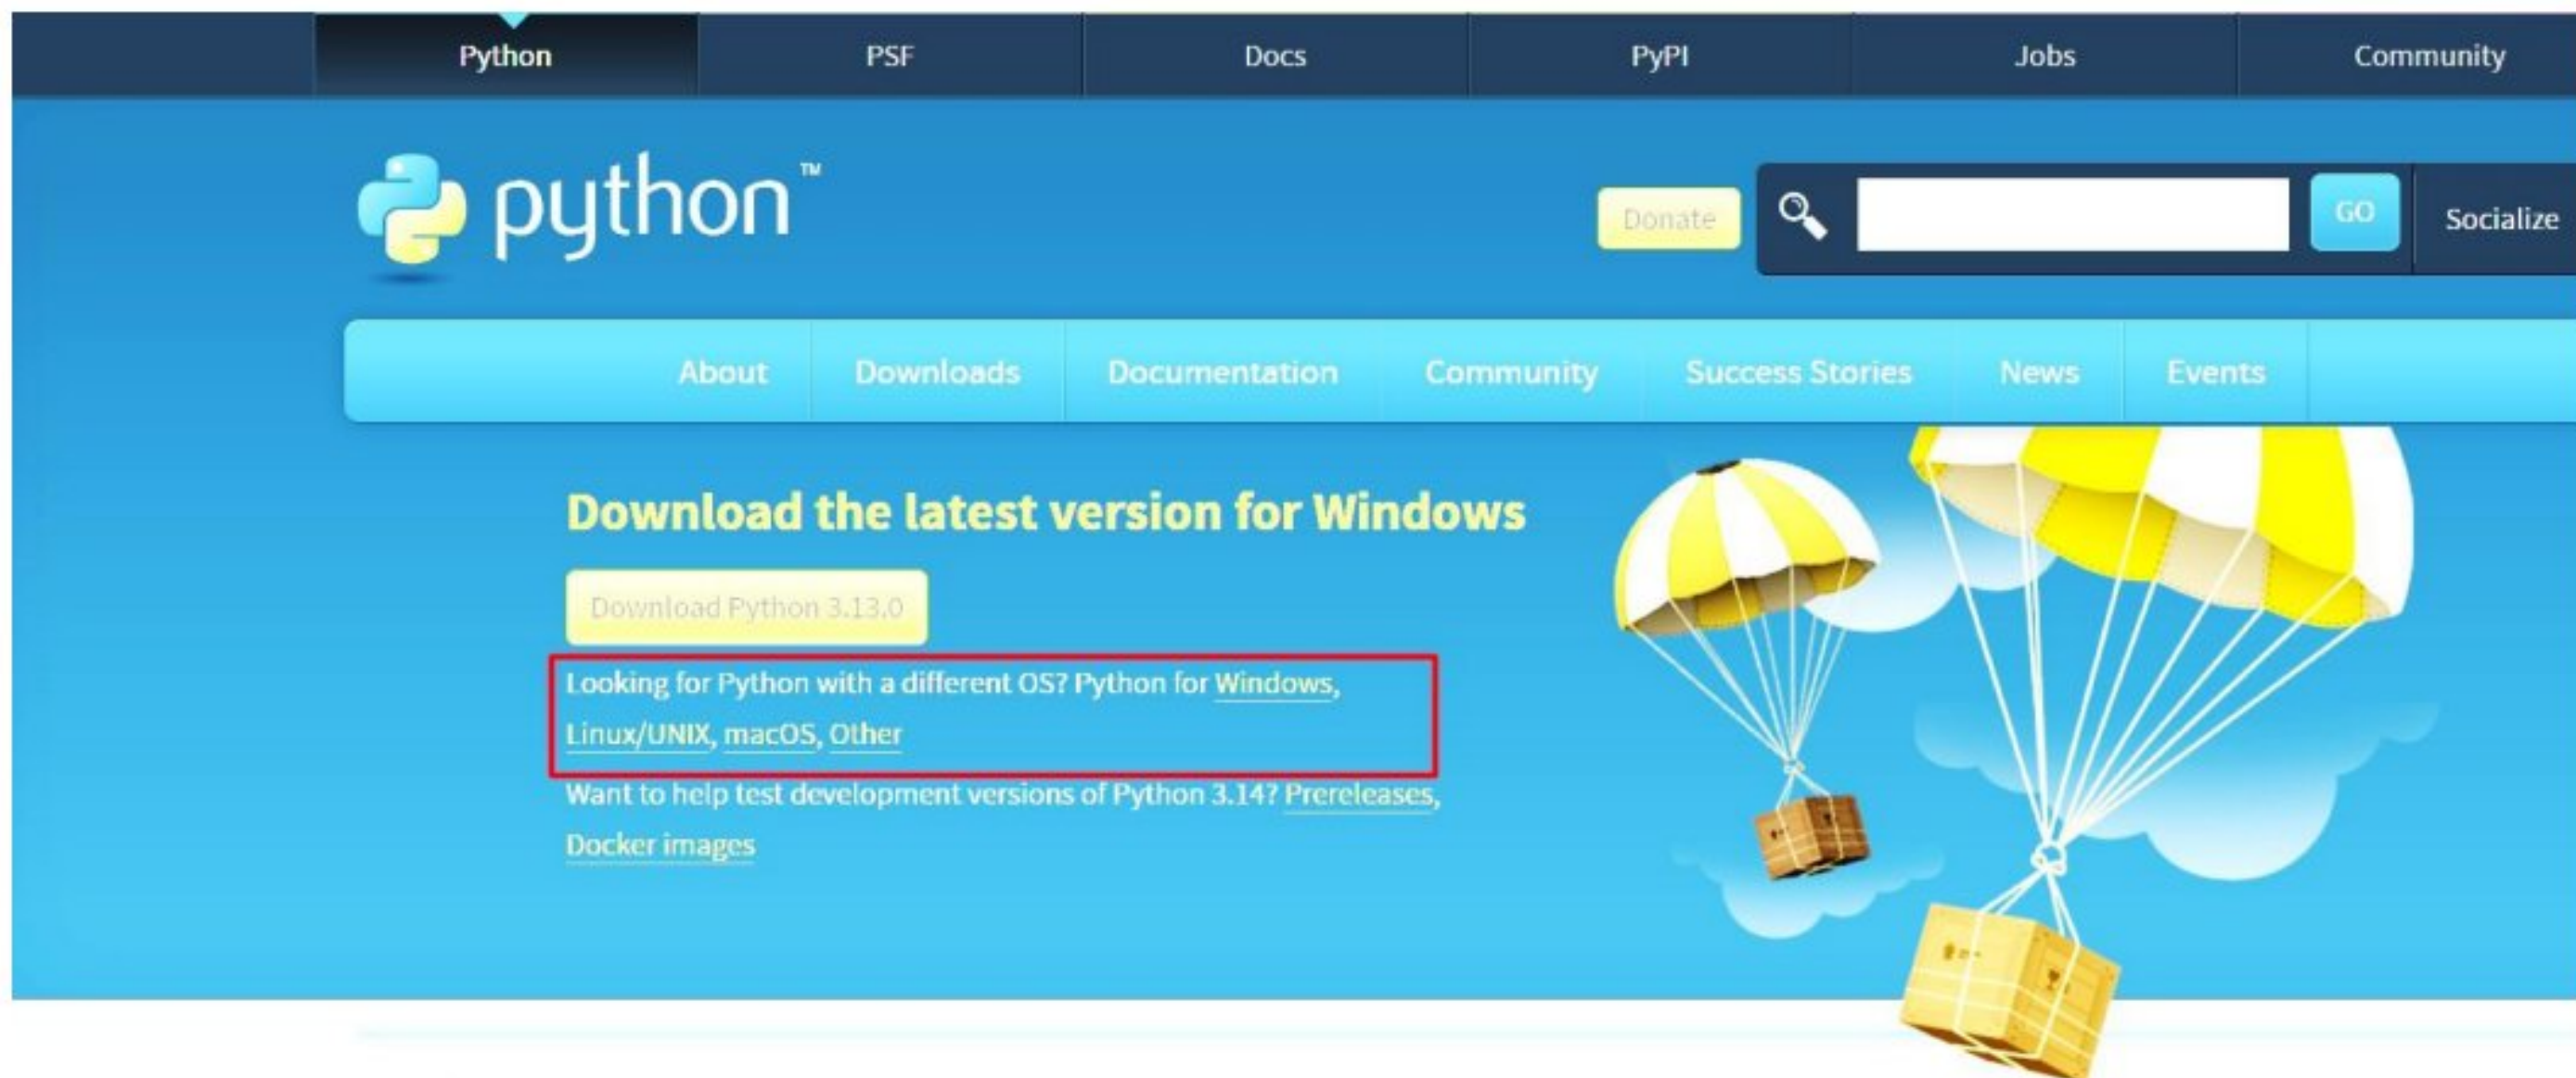 Python PSF Docs PyPI Jobs Community
python™
Donate GO Socialize
About Downloads Documentation Community Success Stories News Events
Download the latest version for Windows
Download Python 3.13.0
Looking for Python with a different OS? Python for Windows,
Linux/UNIX, macOS, Other
Want to help test development versions of Python 3.14? Prereleases,
Docker images